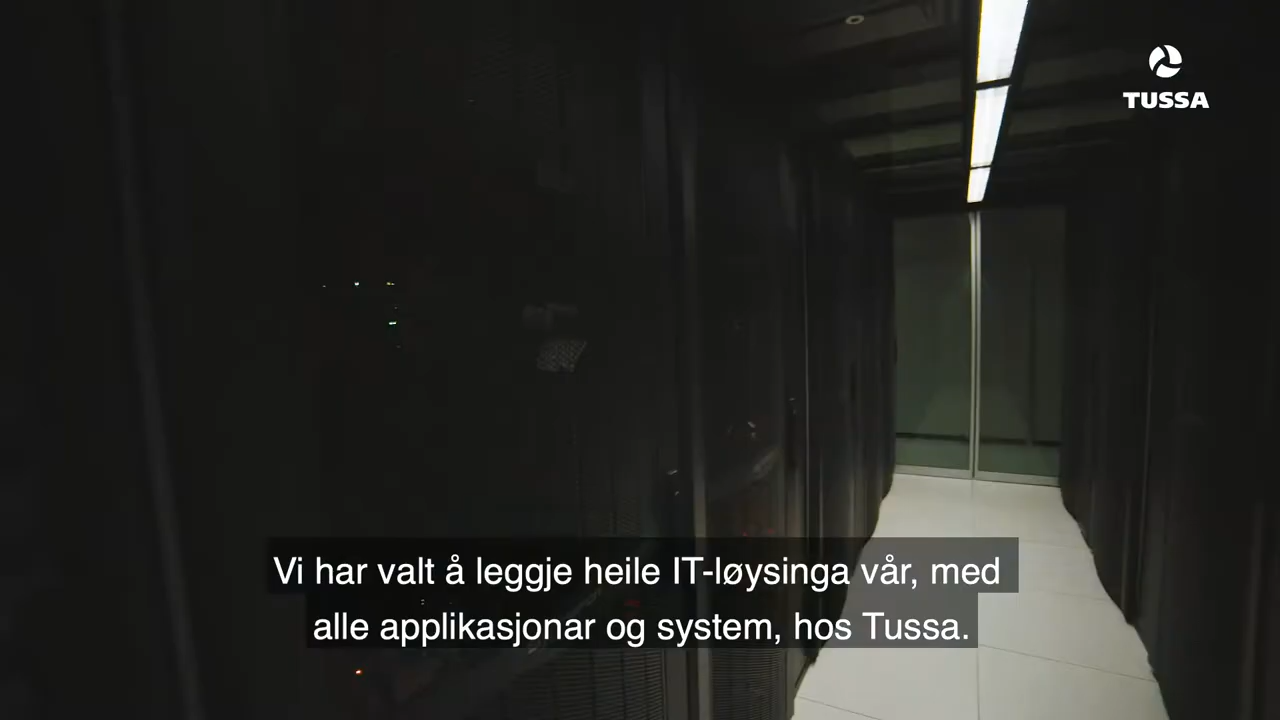 TUSSA
Vi har valt å leggje heile IT-løysinga vår, med
alle applikasjonar og system, hos Tussa.